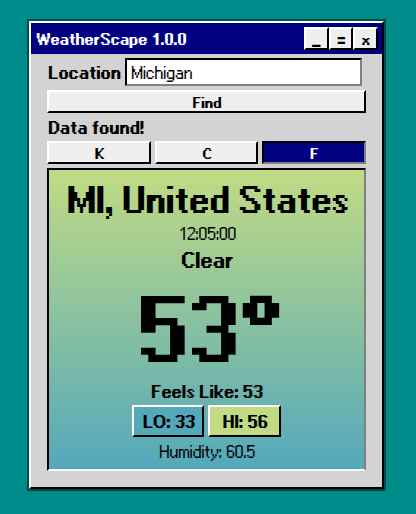 WeatherScape 1.0.0 _ = x
Location Michigan
Find
Data found!
K C F
MI, United States
12:05:00
Clear
53°
Feels Like: 53
LO: 33 HI: 56
Humidity: 60.5